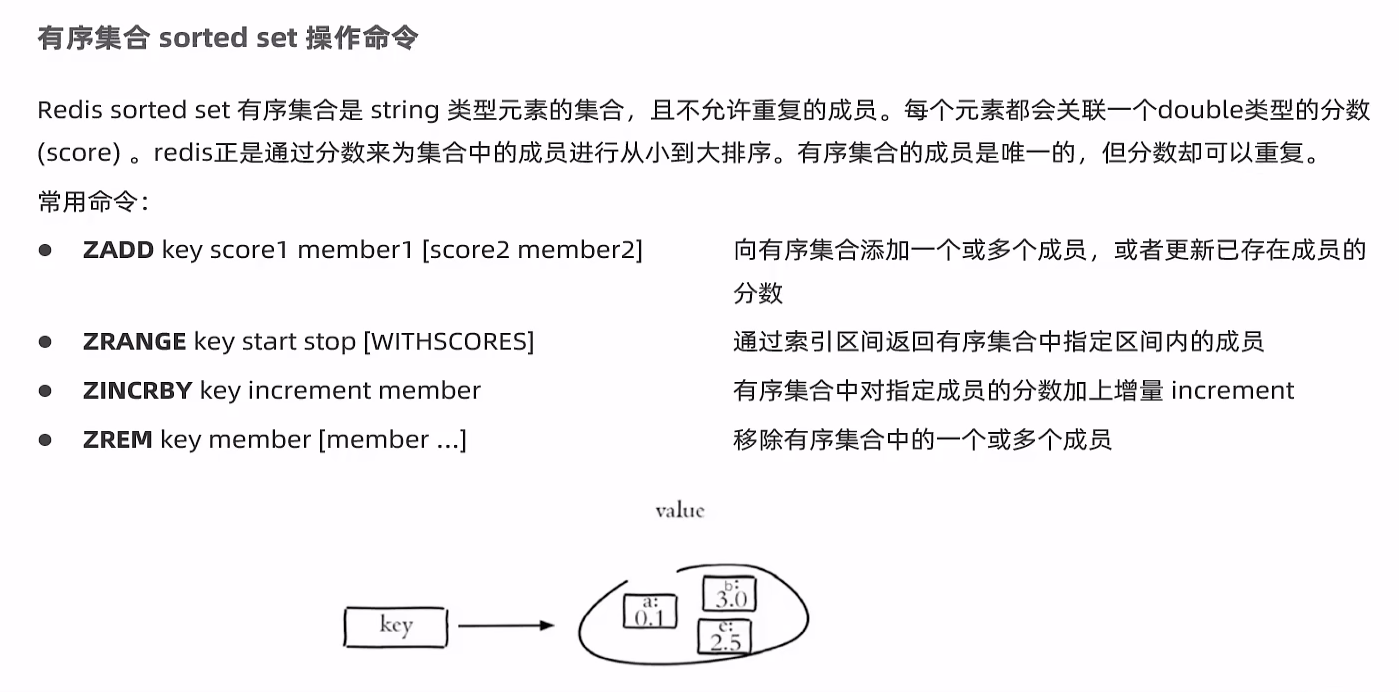 有序集合 sorted set 操作命令
Redis sorted set 有序集合是 string 类型元素的集合，且不允许重复的成员。每个元素都会关联一个double类型的分数
(score) 。redis正是通过分数来为集合中的成员进行从小到大排序。有序集合的成员是唯一的，但分数却可以重复。
常用命令：
● ZADD key score1 member1 [score2 member2] 向有序集合添加一个或多个成员，或者更新已存在成员的
分数
● ZRANGE key start stop [WITHSCORES] 通过索引区间返回有序集合中指定区间内的成员
● ZINCRBY key increment member 有序集合中对指定成员的分数加上增量 increment
● ZREM key member [member ...] 移除有序集合中的一个或多个成员
value
key
a:
0.1
b:
3.0
c:
2.5